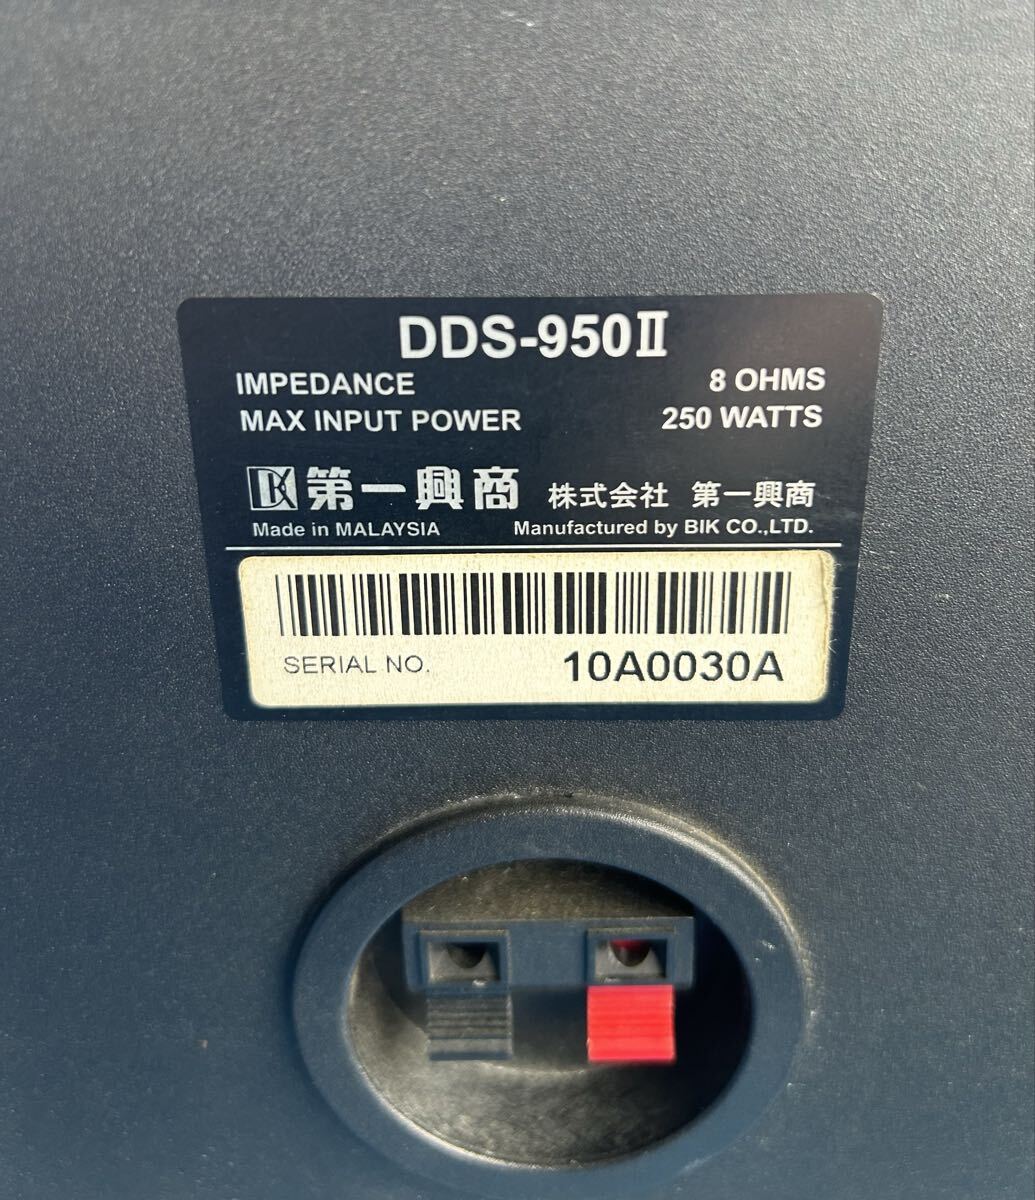 DDS-950Ⅱ
IMPEDANCE 8 OHMS
MAX INPUT POWER 250 WATTS
DK 第一興商 株式会社 第一興商
Made in MALAYSIA Manufactured by BIK CO.,LTD.
SERIAL NO. 10A0030A